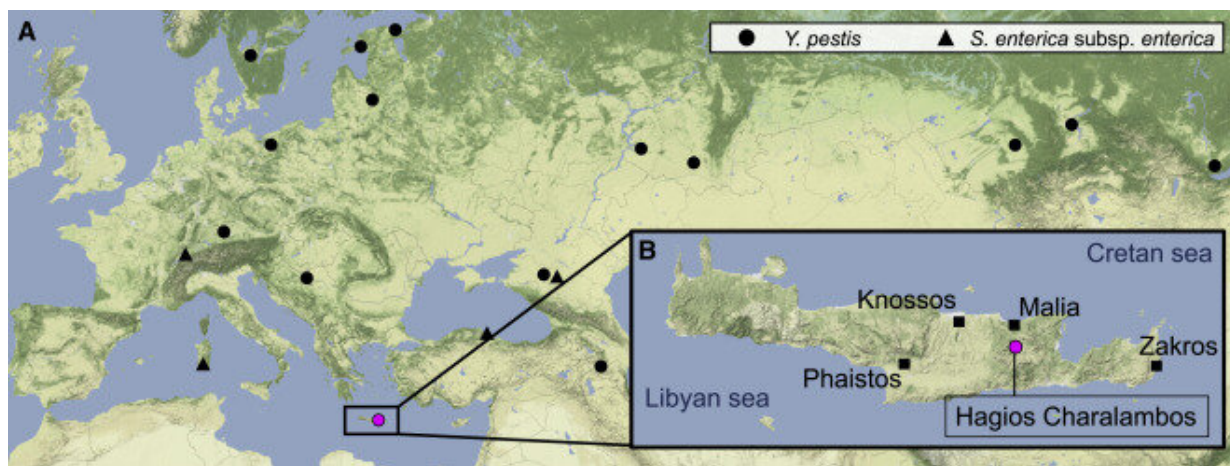 A
Y. pestis
S. enterica subsp. enterica
B
Cretan sea
Knossos
Malia
Zakros
Phaistos
Libyan sea
Hagios Charalambos